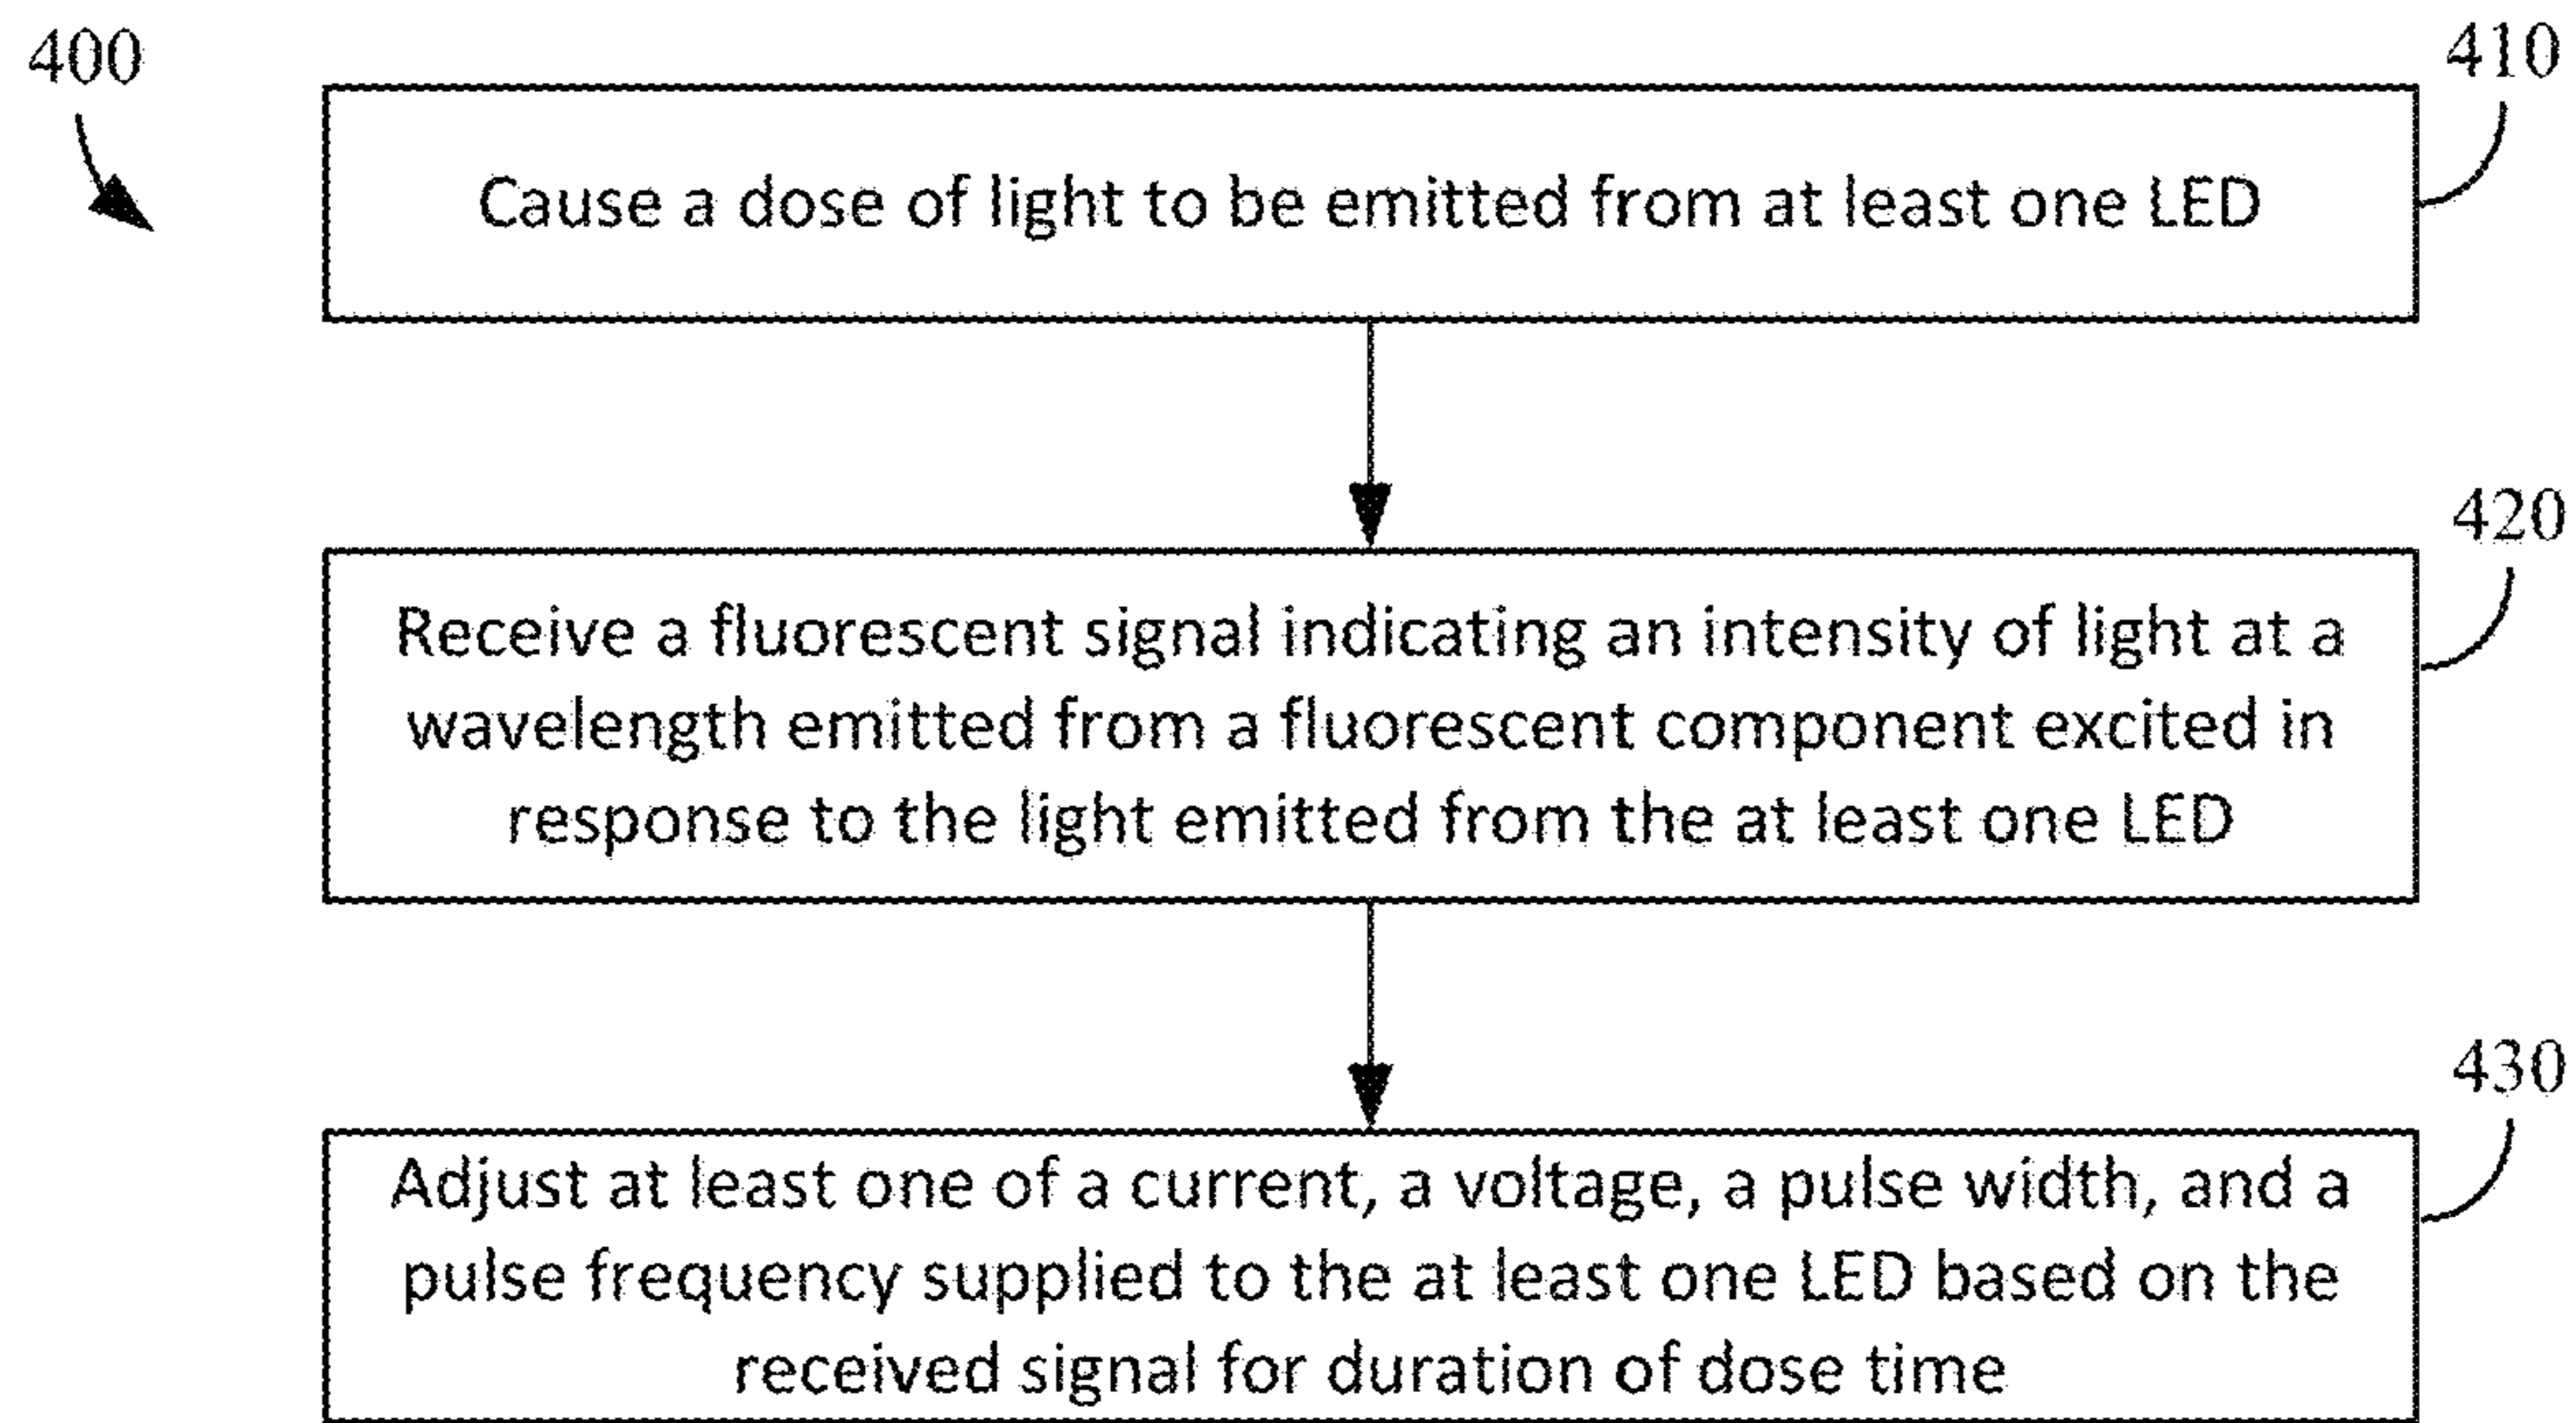 400
410
Cause a dose of light to be emitted from at least one LED
420
Receive a fluorescent signal indicating an intensity of light at a
wavelength emitted from a fluorescent component excited in
response to the light emitted from the at least one LED
430
Adjust at least one of a current, a voltage, a pulse width, and a
pulse frequency supplied to the at least one LED based on the
received signal for duration of dose time